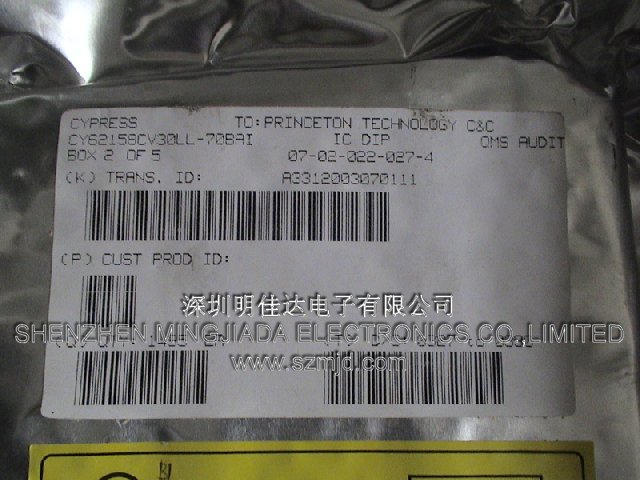 CYPRESS TO: PRINCETON TECHNOLOGY C&C
CY62158CV30LL-70BAI IC DIP QMS AUDIT
BOX 2 OF 5 07-02-022-027-4
(K) TRANS. ID: A3312003070111
(P) CUST PROD ID:
深圳明佳达电子有限公司
SHENZHEN MINGJIADA ELECTRONICS CO.,LIMITED
www.szmjd.com